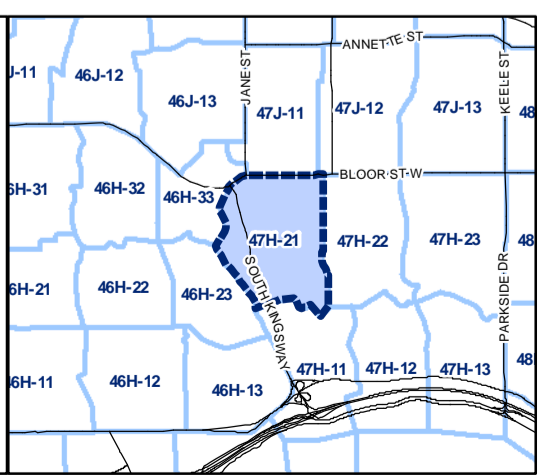 ANNETTE ST
J-11
46J-12
46J-13
JANE ST
47J-11
47J-12
47J-13
KEELE ST
48
BLOOR ST W
6H-31
46H-32
46H-33
47H-21
47H-22
47H-23
48
6H-21
46H-22
46H-23
SOUTH KINGSWAY
PARKSIDE DR
6H-11
46H-12
46H-13
47H-11
47H-12
47H-13
48